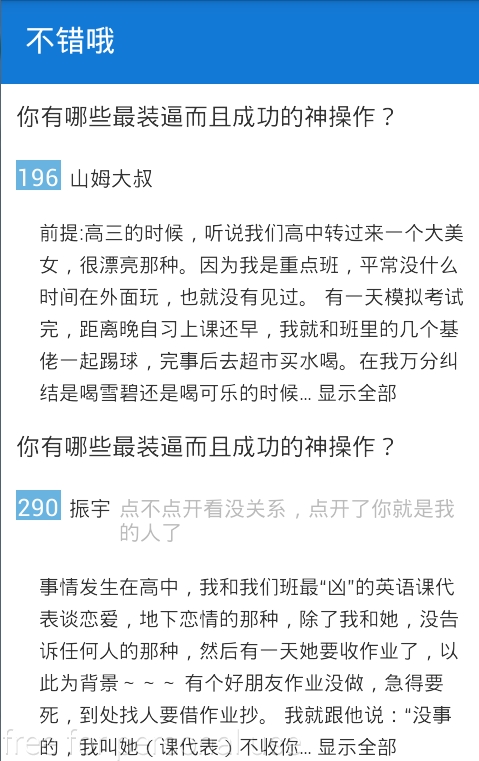 不错哦
你有哪些最装逼而且成功的神操作？
196 山姆大叔
前提:高三的时候，听说我们高中转过来一个大美
女，很漂亮那种。因为我是重点班，平常没什么
时间在外面玩，也就没有见过。 有一天模拟考试
完，距离晚自习上课还早，我就和班里的几个基
佬一起踢球，完事后去超市买水喝。在我万分纠
结是喝雪碧还是喝可乐的时候... 显示全部
你有哪些最装逼而且成功的神操作？
290 振宇 点不点开看没关系，点开了你就是我
的人了
事情发生在高中，我和我们班最“凶”的英语课代
表谈恋爱，地下恋情的那种，除了我和她，没告
诉任何人的那种，然后有一天她要收作业了，以
此为背景～～～ 有个好朋友作业没做，急得要
死，到处找人要借作业抄。 我就跟他说：“没事
的，我叫她（课代表）不收你... 显示全部
free for personal use